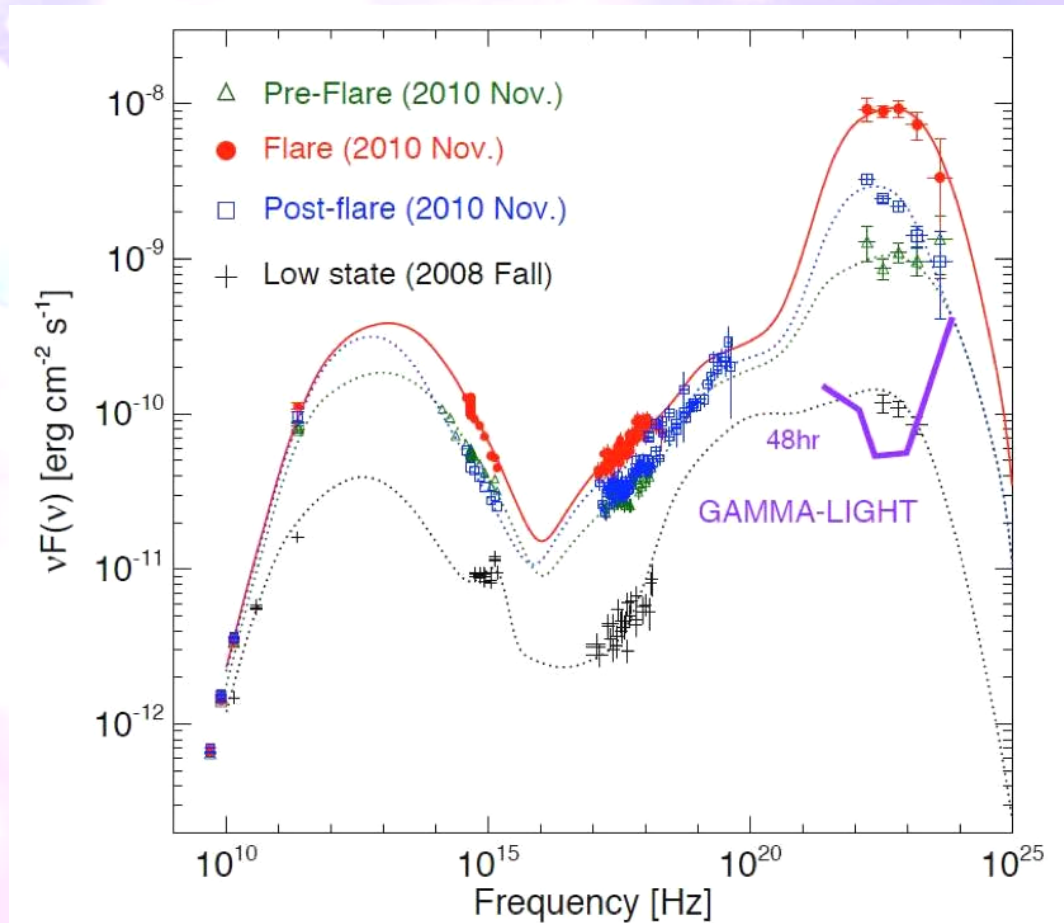 Pre-Flare (2010 Nov.)
Flare (2010 Nov.)
Post-flare (2010 Nov.)
Low state (2008 Fall)
10⁻⁸
10⁻⁹
10⁻¹⁰
10⁻¹¹
10⁻¹²
νF(ν) [erg cm⁻² s⁻¹]
48hr
GAMMA-LIGHT
10¹⁰ 10¹⁵ 10²⁰ 10²⁵
Frequency [Hz]